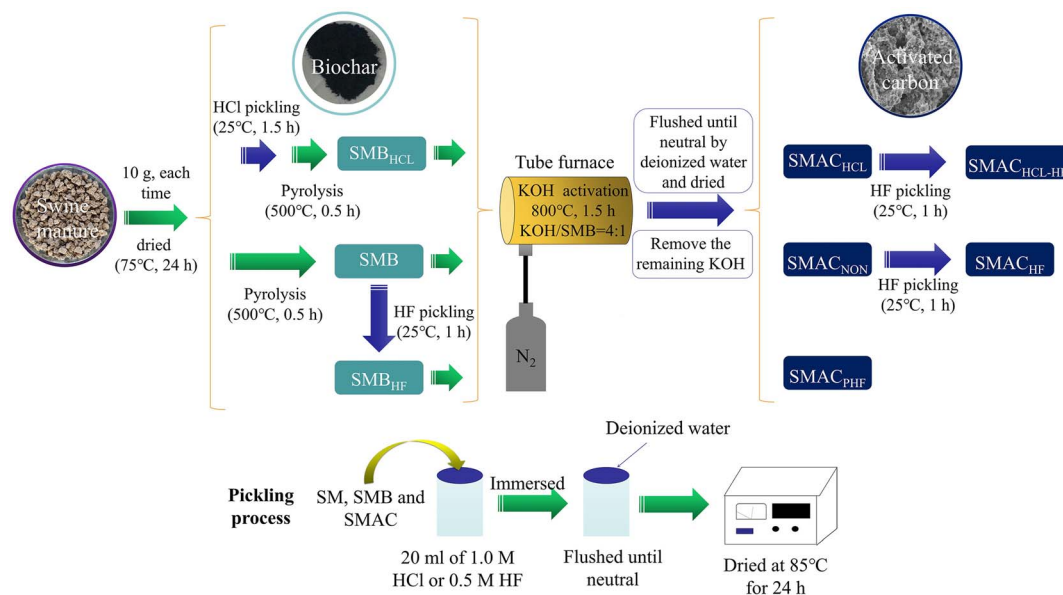 Swine
manure
10 g, each
time
dried
(75℃, 24 h)
Biochar
HCl pickling
(25℃, 1.5 h)
SMB_HCL
Pyrolysis
(500℃, 0.5 h)
SMB
Pyrolysis
(500℃, 0.5 h)
HF pickling
(25℃, 1 h)
SMB_HF
Tube furnace
KOH activation
800℃, 1.5 h
KOH/SMB=4:1
N₂
Flushed until
neutral by
deionized water
and dried
Remove the
remaining KOH
Activated
carbon
SMAC_HCL
HF pickling
(25℃, 1 h)
SMAC_HCL-HF
SMAC_NON
HF pickling
(25℃, 1 h)
SMAC_HF
SMAC_PHF
Pickling
process
SM, SMB and
SMAC
20 ml of 1.0 M
HCl or 0.5 M HF
Immersed
Deionized water
Flushed until
neutral
Dried at 85℃
for 24 h